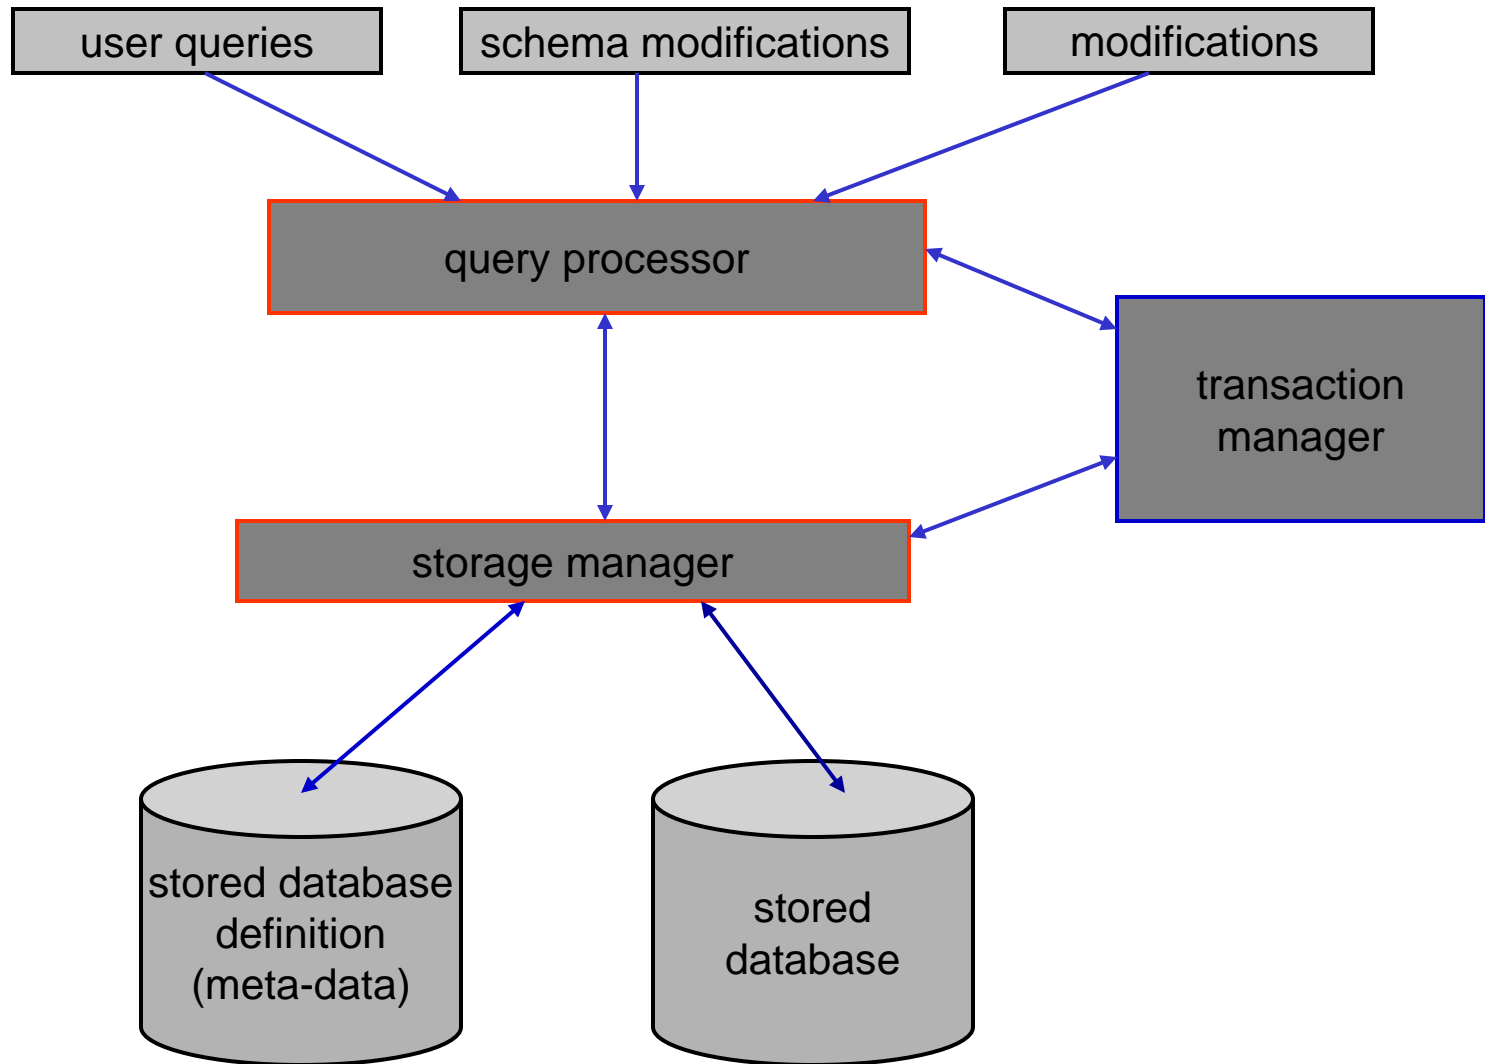 user queries
schema modifications
modifications
query processor
transaction
manager
storage manager
stored database
definition
(meta-data)
stored
database